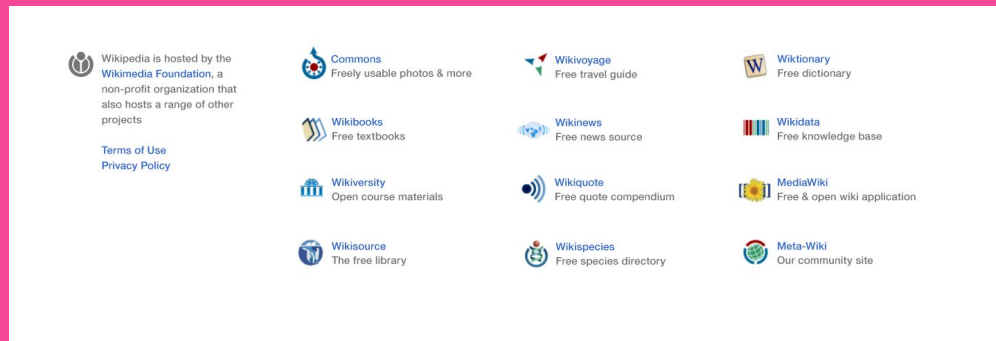 Wikipedia is hosted by the
Wikimedia Foundation, a
non-profit organization that
also hosts a range of other
projects
Terms of Use
Privacy Policy
Commons
Freely usable photos & more
Wikivoyage
Free travel guide
Wiktionary
Free dictionary
Wikibooks
Free textbooks
Wikinews
Free news source
Wikidata
Free knowledge base
Wikiversity
Open course materials
Wikiquote
Free quote compendium
MediaWiki
Free & open wiki application
Wikisource
The free library
Wikispecies
Free species directory
Meta-Wiki
Our community site
W